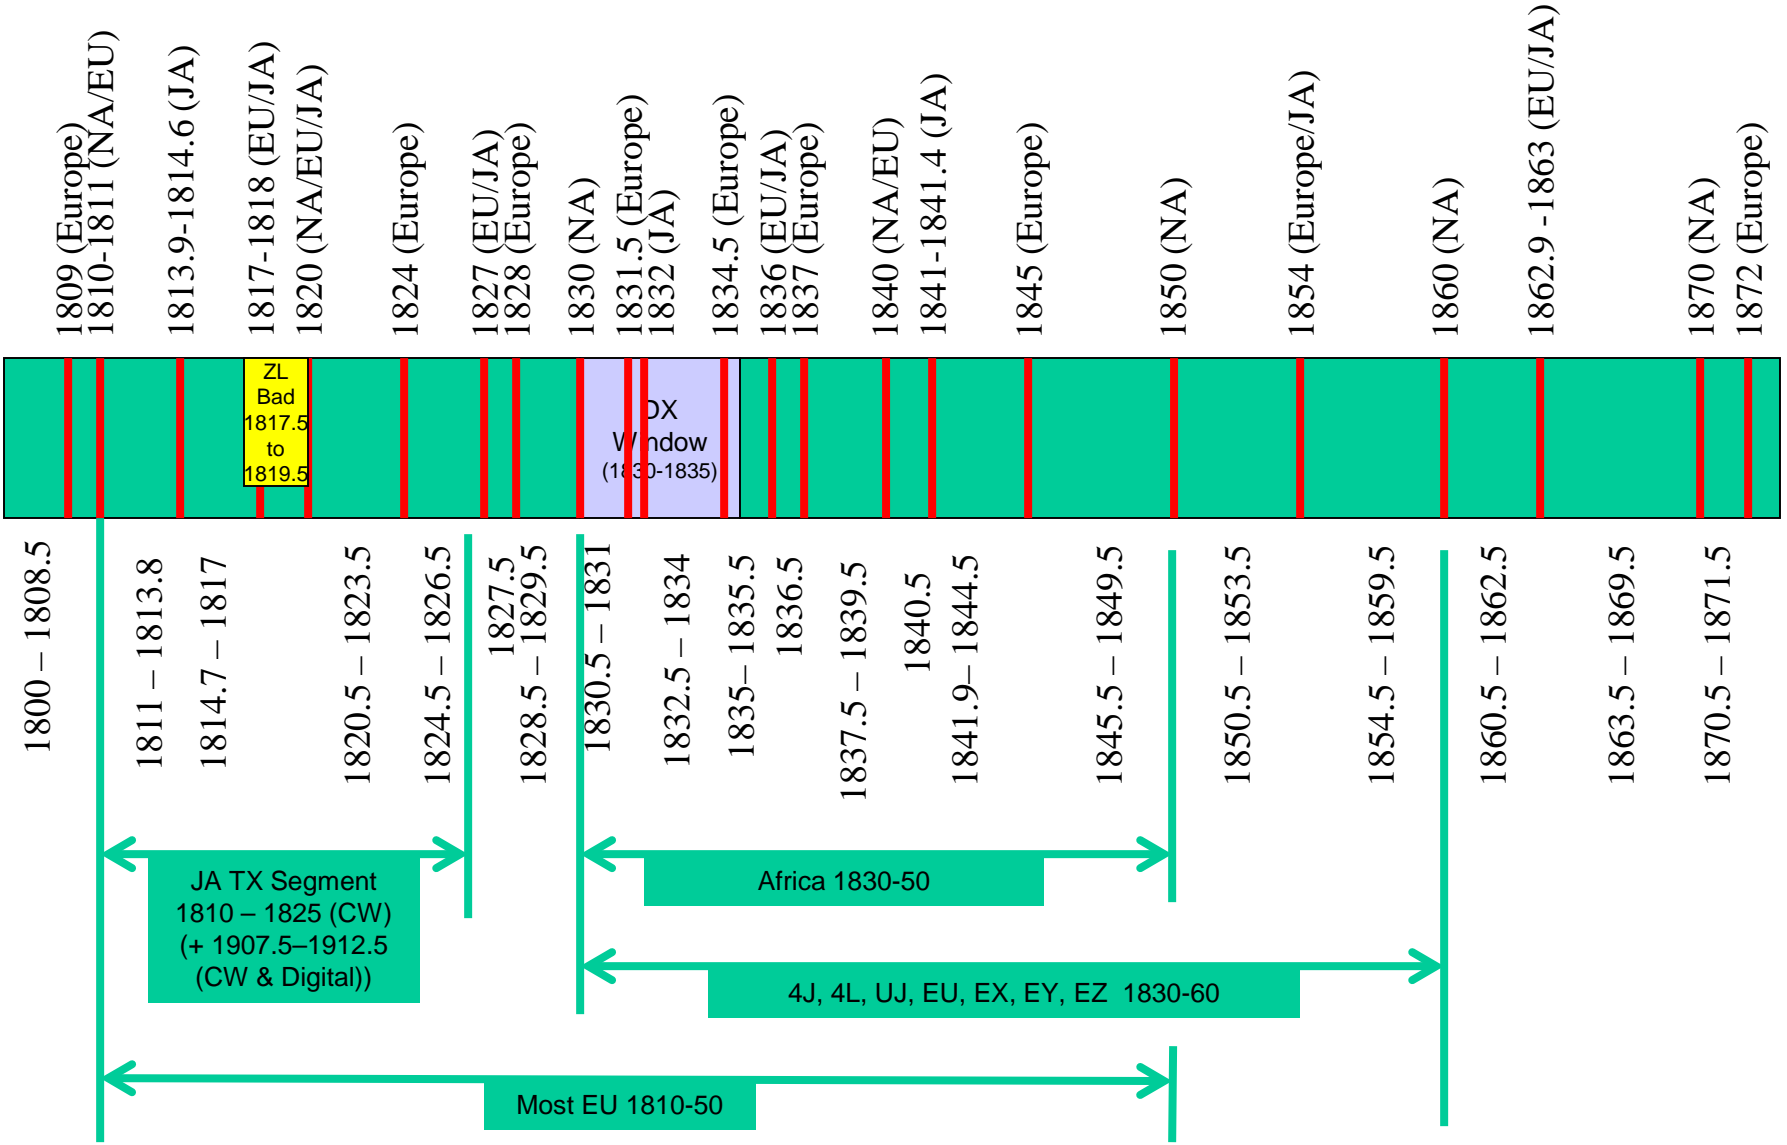 1809 (Europe)
1810-1811 (NA/EU)
1813.9-1814.6 (JA)
1817-1818 (EU/JA)
1820 (NA/EU/JA)
1824 (Europe)
1827 (EU/JA)
1828 (Europe)
1830 (NA)
1831.5 (Europe)
1832 (JA)
1834.5 (Europe)
1836 (EU/JA)
1837 (Europe)
1840 (NA/EU)
1841-1841.4 (JA)
1845 (Europe)
1850 (NA)
1854 (Europe/JA)
1860 (NA)
1862.9 -1863 (EU/JA)
1870 (NA)
1872 (Europe)
ZL
Bad
1817.5
to
1819.5
DX
Window
(1830-1835)
1800 – 1808.5
1811 – 1813.8
1814.7 – 1817
1820.5 – 1823.5
1824.5 – 1826.5
1827.5
1828.5 – 1829.5
1830.5 – 1831
1832.5 – 1834
1835– 1835.5
1836.5
1837.5 – 1839.5
1840.5
1841.9– 1844.5
1845.5 – 1849.5
1850.5 – 1853.5
1854.5 – 1859.5
1860.5 – 1862.5
1863.5 – 1869.5
1870.5 – 1871.5
JA TX Segment
1810 – 1825 (CW)
(+ 1907.5–1912.5
(CW & Digital))
Africa 1830-50
4J, 4L, UJ, EU, EX, EY, EZ  1830-60
Most EU 1810-50